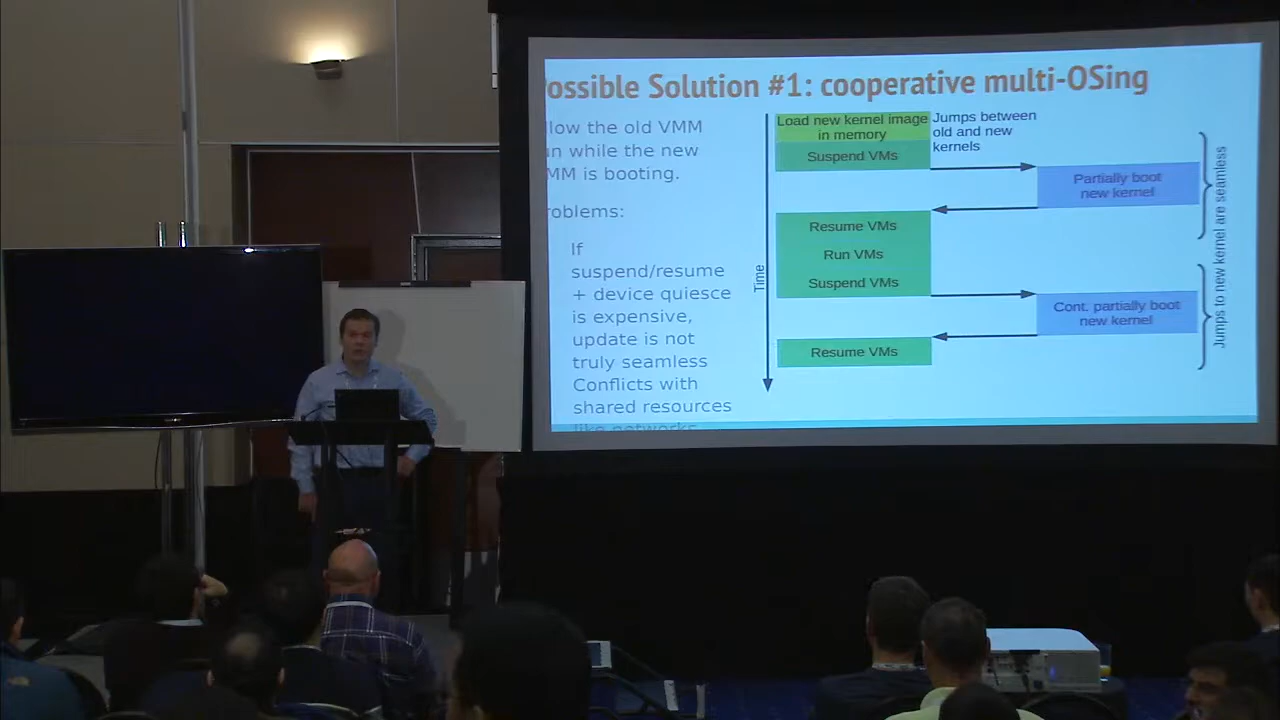 ossible Solution #1: cooperative multi-OSing
llow the old VMM
n while the new
MM is booting.
roblems:
If
suspend/resume
+ device quiesce
is expensive,
update is not
truly seamless
Conflicts with
shared resources
like networks
Time
Load new kernel image
in memory
Suspend VMs
Jumps between
old and new
kernels
Partially boot
new kernel
Resume VMs
Run VMs
Suspend VMs
Cont. partially boot
new kernel
Resume VMs
Jumps to new kernel are seamless